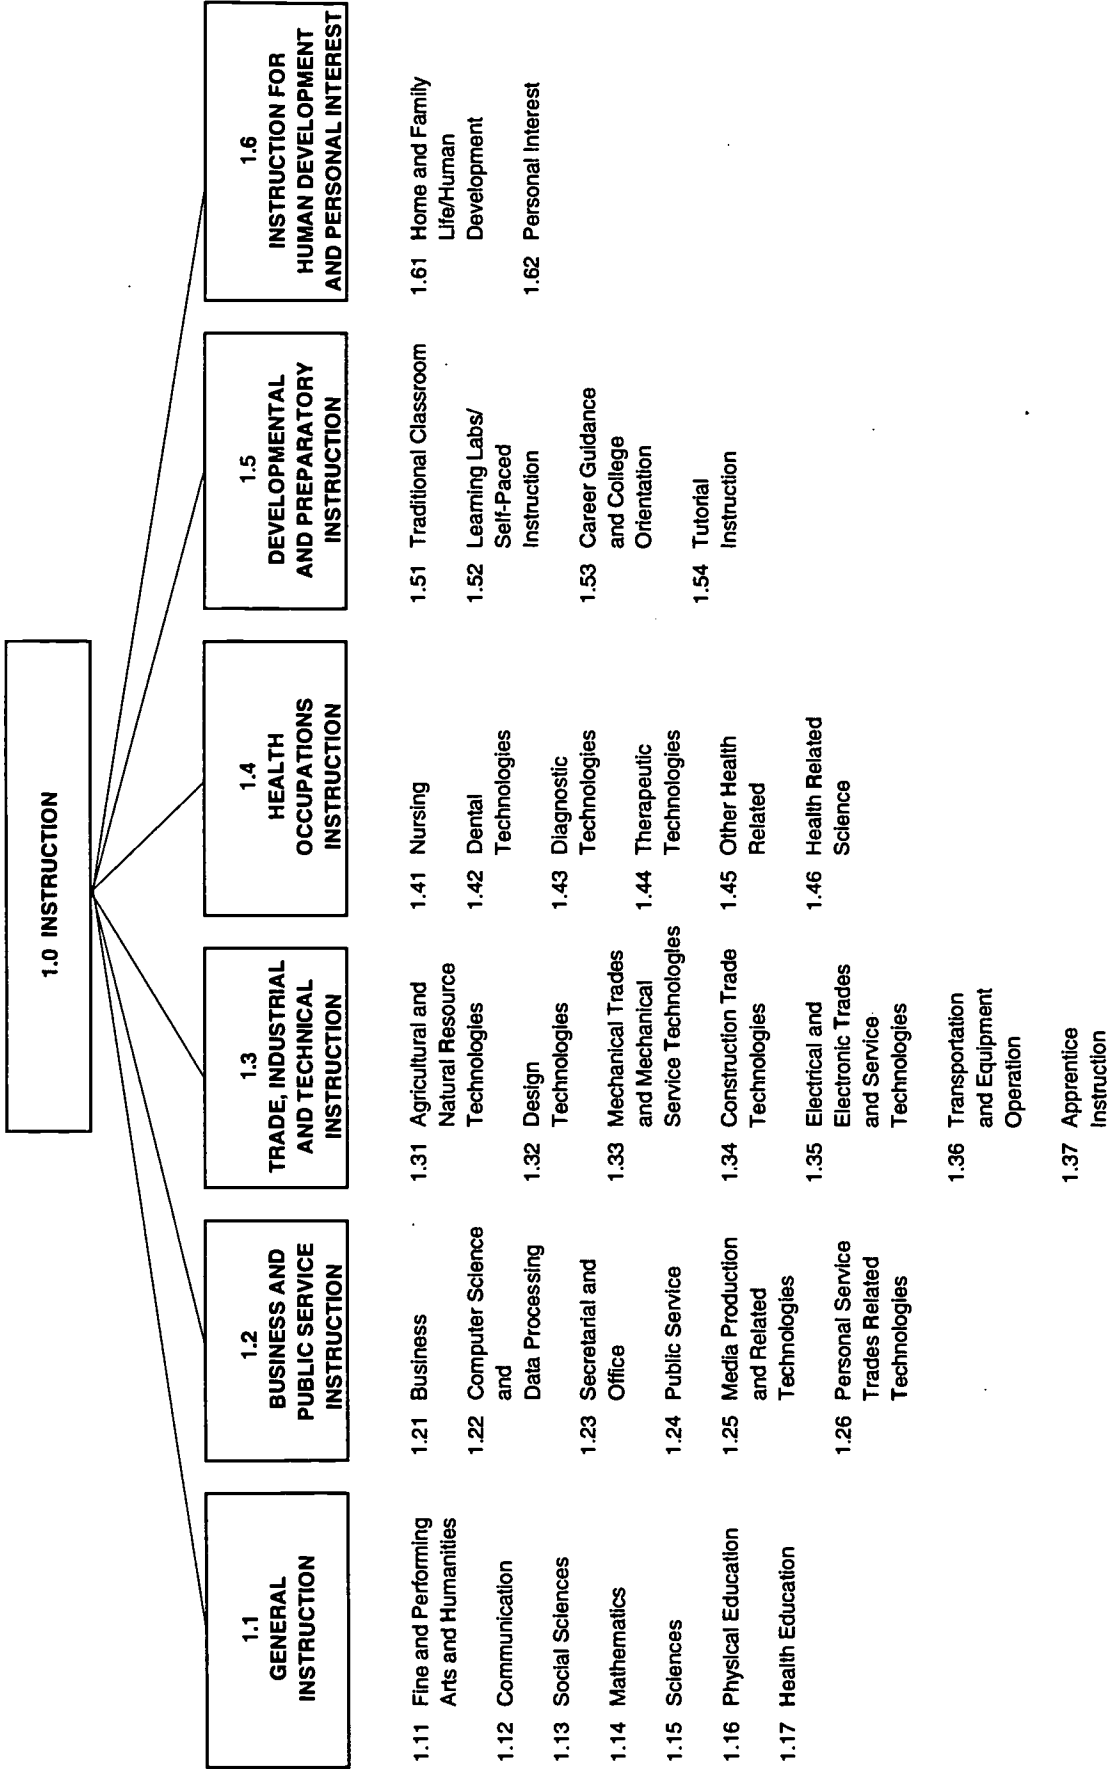 1.0 INSTRUCTION
1.1
GENERAL
INSTRUCTION
1.11 Fine and Performing
Arts and Humanities
1.12 Communication
1.13 Social Sciences
1.14 Mathematics
1.15 Sciences
1.16 Physical Education
1.17 Health Education
1.2
BUSINESS AND
PUBLIC SERVICE
INSTRUCTION
1.21 Business
1.22 Computer Science
and
Data Processing
1.23 Secretarial and
Office
1.24 Public Service
1.25 Media Production
and Related
Technologies
1.26 Personal Service
Trades Related
Technologies
1.3
TRADE, INDUSTRIAL
AND TECHNICAL
INSTRUCTION
1.31 Agricultural and
Natural Resource
Technologies
1.32 Design
Technologies
1.33 Mechanical Trades
and Mechanical
Service Technologies
1.34 Construction Trade
Technologies
1.35 Electrical and
Electronic Trades
and Service
Technologies
1.36 Transportation
and Equipment
Operation
1.37 Apprentice
Instruction
1.4
HEALTH
OCCUPATIONS
INSTRUCTION
1.41 Nursing
1.42 Dental
Technologies
1.43 Diagnostic
Technologies
1.44 Therapeutic
Technologies
1.45 Other Health
Related
1.46 Health Related
Science
1.5
DEVELOPMENTAL
AND PREPARATORY
INSTRUCTION
1.51 Traditional Classroom
1.52 Learning Labs/
Self-Paced
Instruction
1.53 Career Guidance
and College
Orientation
1.54 Tutorial
Instruction
1.6
INSTRUCTION FOR
HUMAN DEVELOPMENT
AND PERSONAL INTEREST
1.61 Home and Family
Life/Human
Development
1.62 Personal Interest